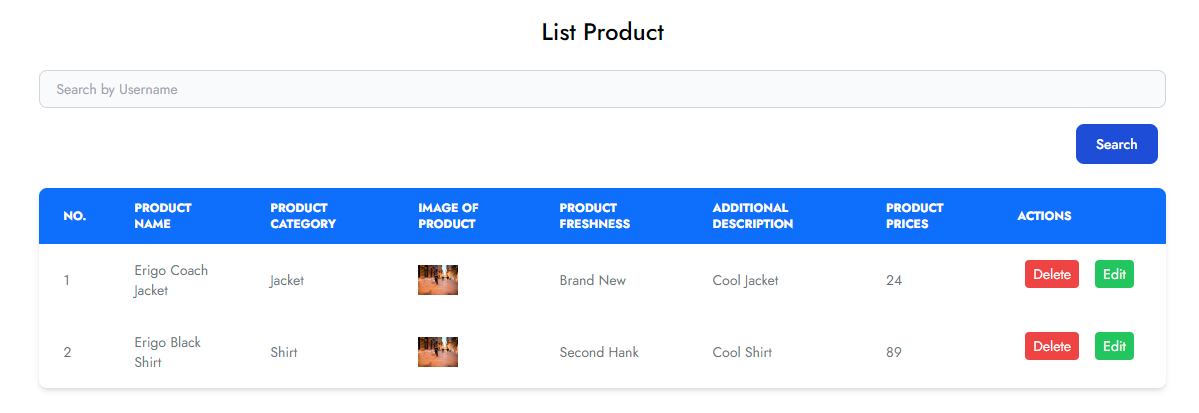 List Product
Search by Username
Search
NO. PRODUCT NAME PRODUCT CATEGORY IMAGE OF PRODUCT PRODUCT FRESHNESS ADDITIONAL DESCRIPTION PRODUCT PRICES ACTIONS
1 Erigo Coach Jacket Jacket Brand New Cool Jacket 24 Delete Edit
2 Erigo Black Shirt Shirt Second Hank Cool Shirt 89 Delete Edit